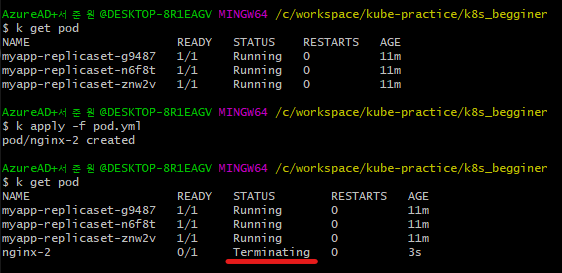 AzureAD+서 준 원@DESKTOP-8R1EAGV MINGW64 /c/workspace/kube-practice/k8s_begginer
$ k get pod
NAME READY STATUS RESTARTS AGE
myapp-replicaset-g9487 1/1 Running 0 11m
myapp-replicaset-n6f8t 1/1 Running 0 11m
myapp-replicaset-znw2v 1/1 Running 0 11m
AzureAD+서 준 원@DESKTOP-8R1EAGV MINGW64 /c/workspace/kube-practice/k8s_begginer
$ k apply -f pod.yml
pod/nginx-2 created
AzureAD+서 준 원@DESKTOP-8R1EAGV MINGW64 /c/workspace/kube-practice/k8s_begginer
$ k get pod
NAME READY STATUS RESTARTS AGE
myapp-replicaset-g9487 1/1 Running 0 11m
myapp-replicaset-n6f8t 1/1 Running 0 11m
myapp-replicaset-znw2v 1/1 Running 0 11m
nginx-2 0/1 Terminating 0 3s